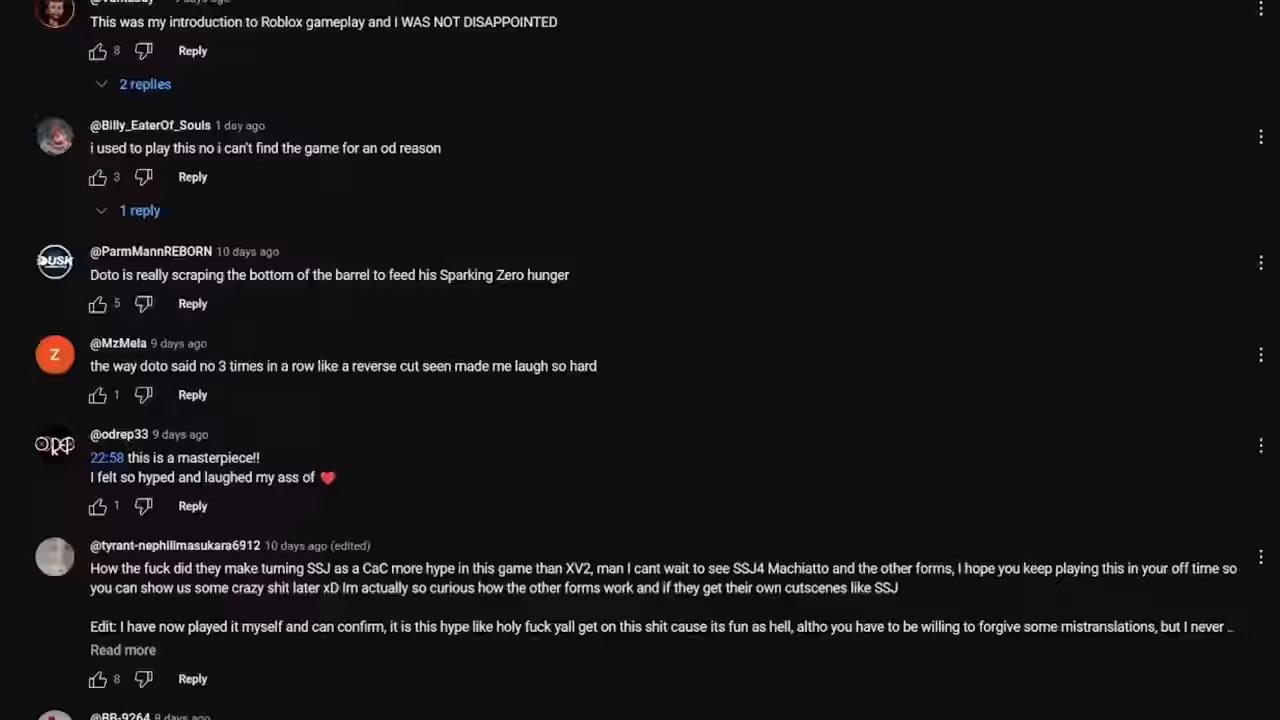 This was my introduction to Roblox gameplay and I WAS NOT DISAPPOINTED
8 Reply
2 replies
@Billy_EaterOf_Souls 1 day ago
i used to play this no i can't find the game for an od reason
3 Reply
1 reply
DUSK
@ParmMannREBORN 10 days ago
Doto is really scraping the bottom of the barrel to feed his Sparking Zero hunger
5 Reply
Z
@MzMela 9 days ago
the way doto said no 3 times in a row like a reverse cut seen made me laugh so hard
1 Reply
@odrep33 9 days ago
22:58 this is a masterpiece!!
I felt so hyped and laughed my ass of ❤️
1 Reply
@tyrant-nephilimasukara6912 10 days ago (edited)
How the fuck did they make turning SSJ as a CaC more hype in this game than XV2, man I cant wait to see SSJ4 Machiatto and the other forms, I hope you keep playing this in your off time so
you can show us some crazy shit later xD Im actually so curious how the other forms work and if they get their own cutscenes like SSJ
Edit: I have now played it myself and can confirm, it is this hype like holy fuck yall get on this shit cause its fun as hell, altho you have to be willing to forgive some mistranslations, but I never ...
Read more
8 Reply
@BB-9264 8 days ago